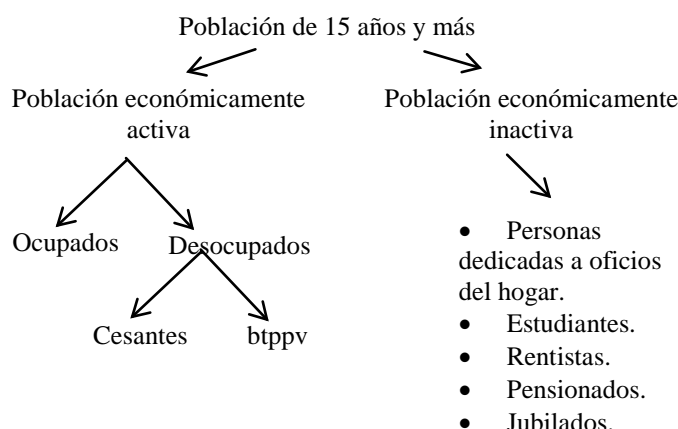 Población de 15 años y más
Población económicamente
activa
Población económicamente
inactiva
Ocupados
Desocupados
Cesantes
btppv
• Personas
dedicadas a oficios
del hogar.
• Estudiantes.
• Rentistas.
• Pensionados.
• Jubilados.